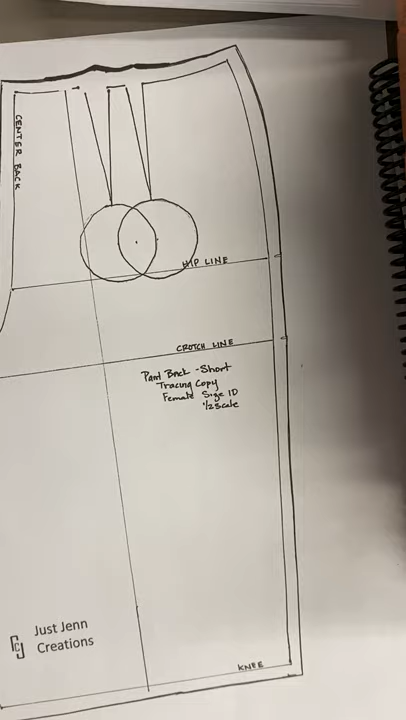 CENTER BACK
HIP LINE
CROTCH LINE
Pant Back - Short
Tracing Copy
Female Size 10
1/2 Scale
Just Jenn
Creations
KNEE